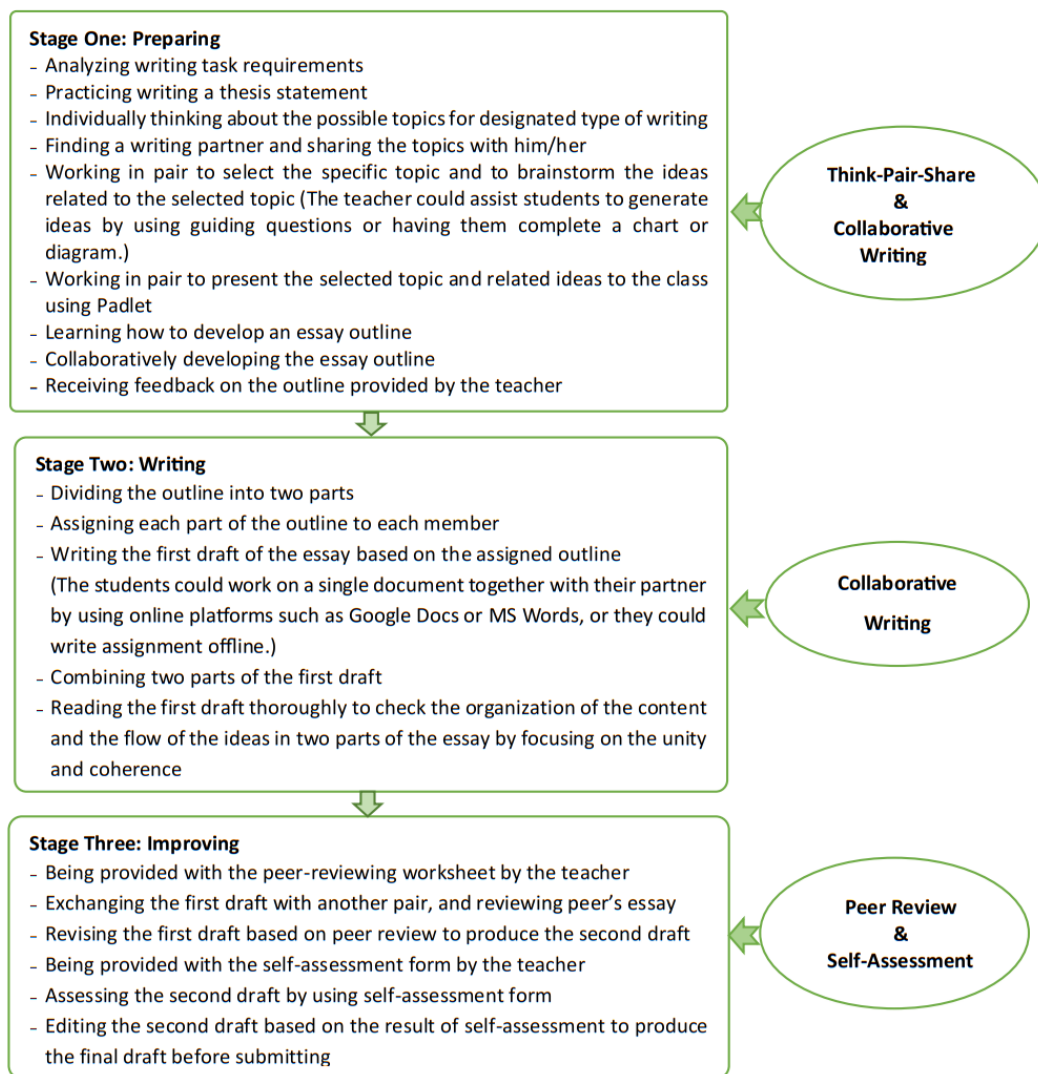 Stage One: Preparing
- Analyzing writing task requirements
- Practicing writing a thesis statement
- Individually thinking about the possible topics for designated type of writing
- Finding a writing partner and sharing the topics with him/her
- Working in pair to select the specific topic and to brainstorm the ideas
related to the selected topic (The teacher could assist students to generate
ideas by using guiding questions or having them complete a chart or
diagram.)
- Working in pair to present the selected topic and related ideas to the class
using Padlet
- Learning how to develop an essay outline
- Collaboratively developing the essay outline
- Receiving feedback on the outline provided by the teacher
Think-Pair-Share
&
Collaborative
Writing
Stage Two: Writing
- Dividing the outline into two parts
- Assigning each part of the outline to each member
- Writing the first draft of the essay based on the assigned outline
(The students could work on a single document together with their partner
by using online platforms such as Google Docs or MS Words, or they could
write assignment offline.)
- Combining two parts of the first draft
- Reading the first draft thoroughly to check the organization of the content
and the flow of the ideas in two parts of the essay by focusing on the unity
and coherence
Collaborative
Writing
Stage Three: Improving
- Being provided with the peer-reviewing worksheet by the teacher
- Exchanging the first draft with another pair, and reviewing peer's essay
- Revising the first draft based on peer review to produce the second draft
- Being provided with the self-assessment form by the teacher
- Assessing the second draft by using self-assessment form
- Editing the second draft based on the result of self-assessment to produce
the final draft before submitting
Peer Review
&
Self-Assessment